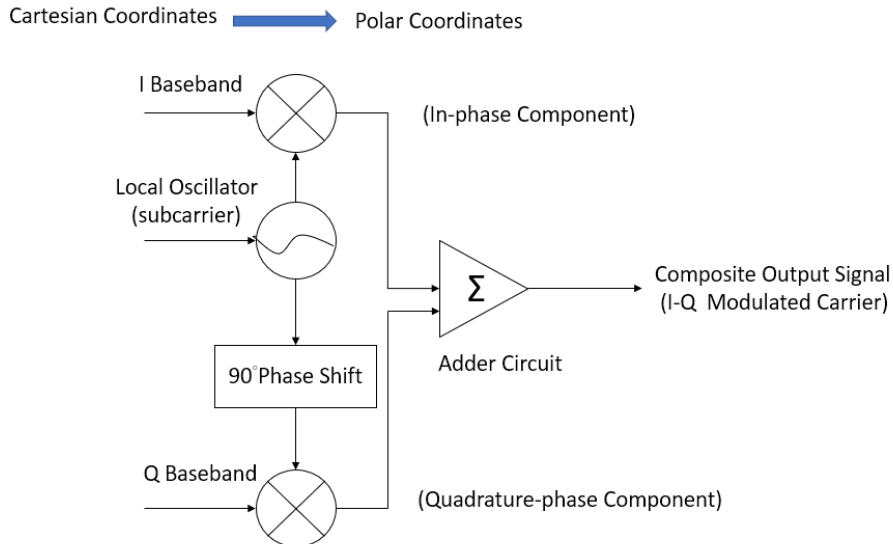 Cartesian Coordinates
Polar Coordinates
I Baseband
(In-phase Component)
Local Oscillator
(subcarrier)
Σ
Composite Output Signal
(I-Q Modulated Carrier)
Adder Circuit
90°Phase Shift
Q Baseband
(Quadrature-phase Component)